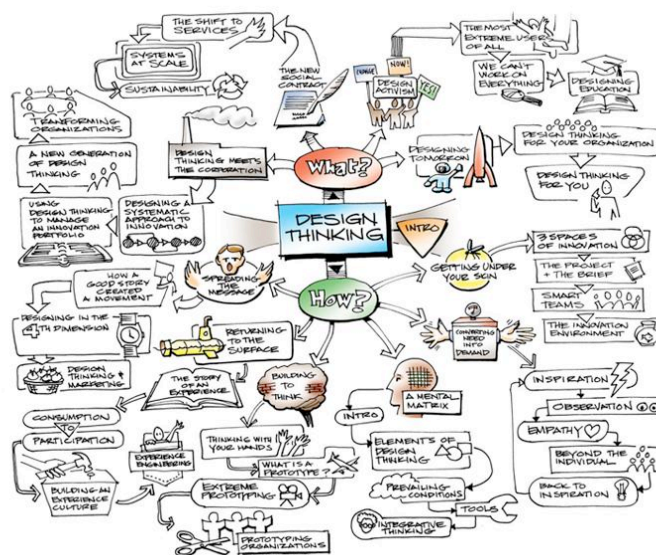 THE SHIFT TO
SERVICES
SYSTEMS
AT SCALE
SUSTAINABILITY
THE NEW
SOCIAL
CONTRACT
CHANGE
NOW!
YES!
DESIGN
ACTIVISM
THE MOST
EXTREME USERS
OF ALL
WE CAN'T
WORK ON
EVERYTHING
DESIGNING
EDUCATION
TRANSFORMING
ORGANIZATIONS
A NEW GENERATION
OF DESIGN
THINKING
USING
DESIGN THINKING
TO MANAGE
AN INNOVATION
PORTFOLIO
DESIGNING A
SYSTEMATIC
APPROACH TO
INNOVATION
DESIGN
THINKING MEETS
THE CORPORATION
What?
DESIGNING
TOMORROW
DESIGN THINKING
FOR YOUR ORGANIZATION
DESIGN THINKING
FOR YOU
DESIGN
THINKING
INTRO
How?
GETTING UNDER
YOUR SKIN
3 SPACES OF
INNOVATION
THE PROJECT
+ THE BRIEF
SMART
TEAMS
THE INNOVATION
ENVIRONMENT
CONVERTING
NEED
INTO
DEMAND
INSPIRATION
OBSERVATION
EMPATHY
BEYOND THE
INDIVIDUAL
BACK TO
INSPIRATION
A MENTAL
MATRIX
INTRO
ELEMENTS OF
DESIGN
THINKING
PREVAILING
CONDITIONS
TOOLS
INTEGRATIVE
THINKING
BUILDING
TO
THINK
THINKING WITH
YOUR HANDS
WHAT IS A
PROTOTYPE?
EXTREME
PROTOTYPING
PROTOTYPING
ORGANIZATIONS
RETURNING
TO THE
SURFACE
THE STORY
OF AN
EXPERIENCE
CONSUMPTION
TO
PARTICIPATION
BUILDING AN
EXPERIENCE
CULTURE
EXPERIENCE
ENGINEERING
SPREADING
THE
MESSAGE
HOW A
GOOD STORY
CREATED
A MOVEMENT
DESIGNING IN THE
4TH DIMENSION
DESIGN
THINKING +
MARKETING